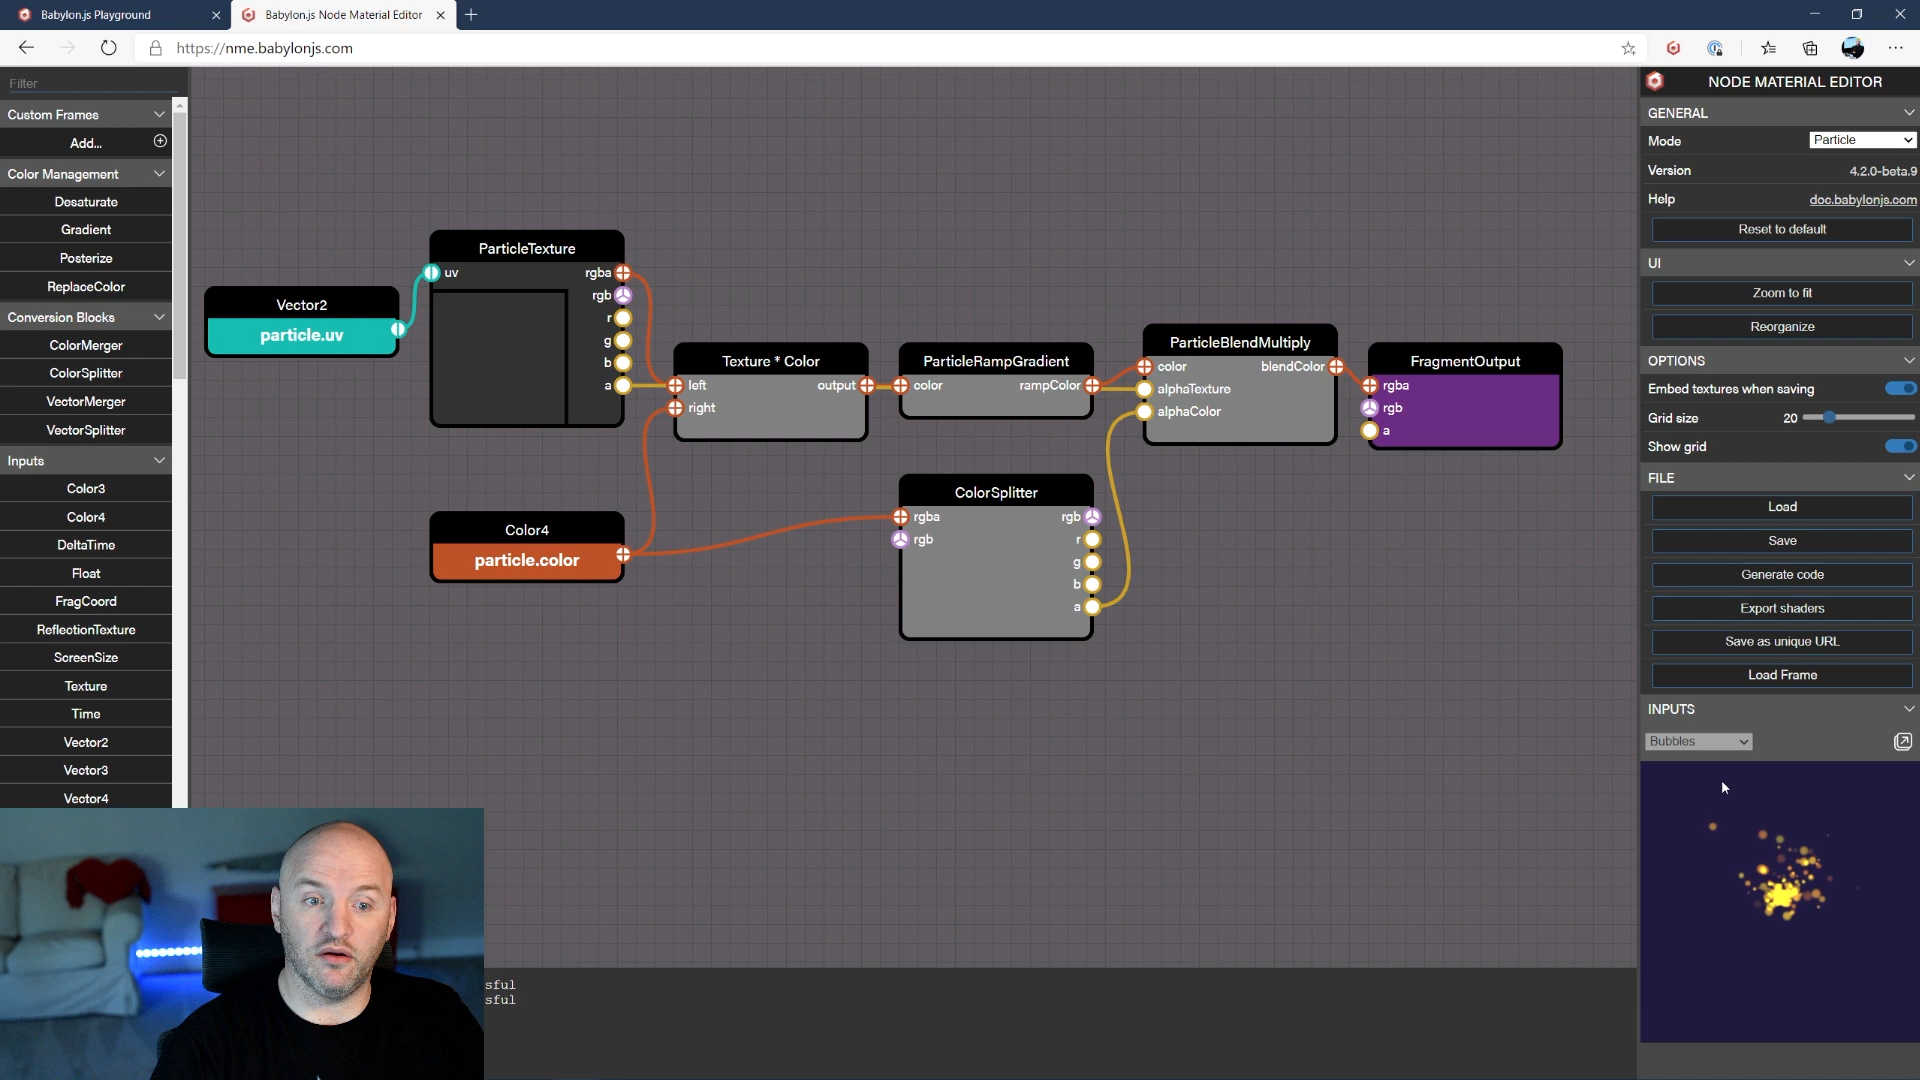 Babylon.js Playground
Babylon.js Node Material Editor
https://nme.babylonjs.com
Filter
Custom Frames
Add...
Color Management
Desaturate
Gradient
Posterize
ReplaceColor
Conversion Blocks
ColorMerger
ColorSplitter
VectorMerger
VectorSplitter
Inputs
Color3
Color4
DeltaTime
Float
FragCoord
ReflectionTexture
ScreenSize
Texture
Time
Vector2
Vector3
Vector4
Vector2
particle.uv
ParticleTexture
uv
rgba
rgb
r
g
b
a
Color4
particle.color
Texture * Color
left
output
right
ParticleRampGradient
color
rampColor
ColorSplitter
rgba
rgb
rgb
r
g
b
a
ParticleBlendMultiply
color
blendColor
alphaTexture
alphaColor
FragmentOutput
rgba
rgb
a
sful
sful
NODE MATERIAL EDITOR
GENERAL
Mode
Particle
Version
4.2.0-beta.9
Help
doc.babylonjs.com
Reset to default
UI
Zoom to fit
Reorganize
OPTIONS
Embed textures when saving
Grid size
20
Show grid
FILE
Load
Save
Generate code
Export shaders
Save as unique URL
Load Frame
INPUTS
Bubbles